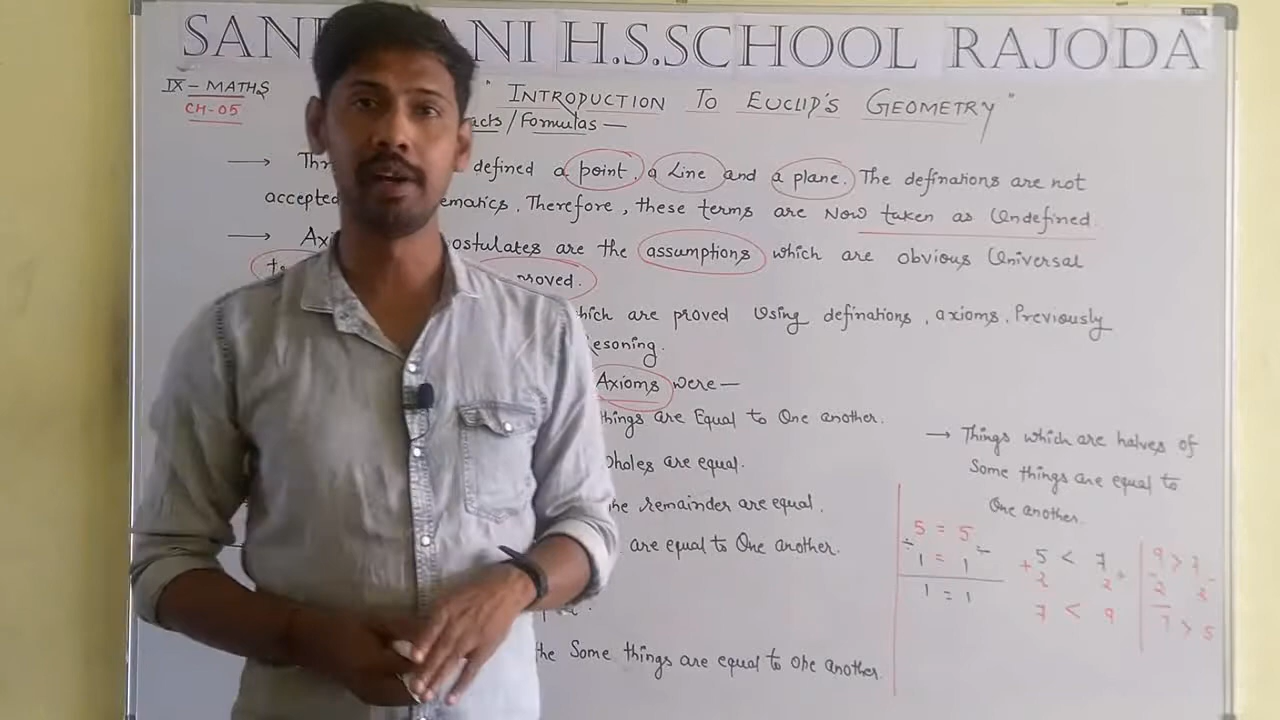 SAN ANI H.S.SCHOOL RAJODA
IX - MATHS
CH-05
" INTRODUCTION TO EUCLID'S GEOMETRY "
acts / Formulas —
→ Thr defined a point, a Line and a plane. The definations are not
accepted ematics. Therefore, these terms are Now taken as Undefined.
→ Axi ostulates are the assumptions which are obvious Universal
roved.
hich are proved Using definations, axioms, Previously
esoning.
Axioms were —
things are Equal to One another.
holes are equal.
he remainder are equal.
are equal to One another.
the Some things are equal to one another.
→ Things which are halves of
Some things are equal to
One another.
5 = 5
÷ 1 = 1 ÷
1 = 1
5 < 7
+ 2 2 +
7 < 9
9 > 7
- 2 2 -
7 > 5